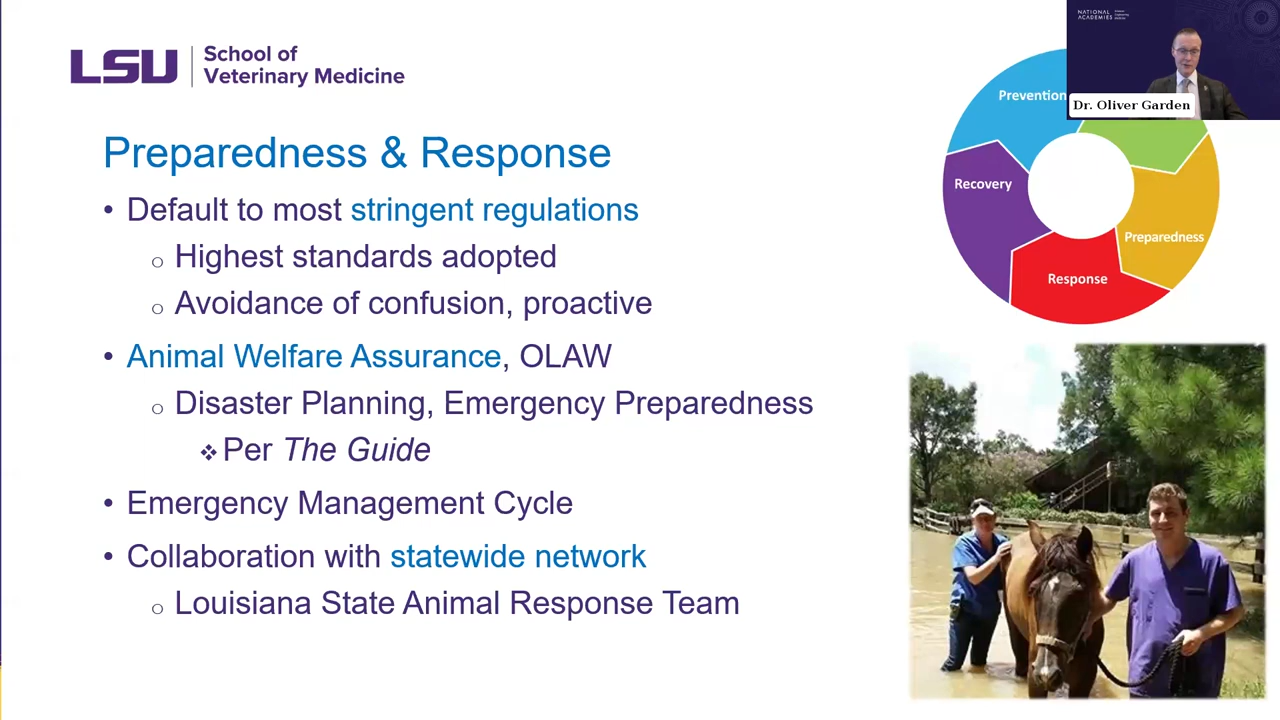 LSU
School of
Veterinary Medicine
NATIONAL
ACADEMIES
Dr. Oliver Garden
Preparedness & Response
• Default to most stringent regulations
o Highest standards adopted
o Avoidance of confusion, proactive
• Animal Welfare Assurance, OLAW
o Disaster Planning, Emergency Preparedness
❖ Per The Guide
• Emergency Management Cycle
• Collaboration with statewide network
o Louisiana State Animal Response Team
Prevention
Recovery
Preparedness
Response